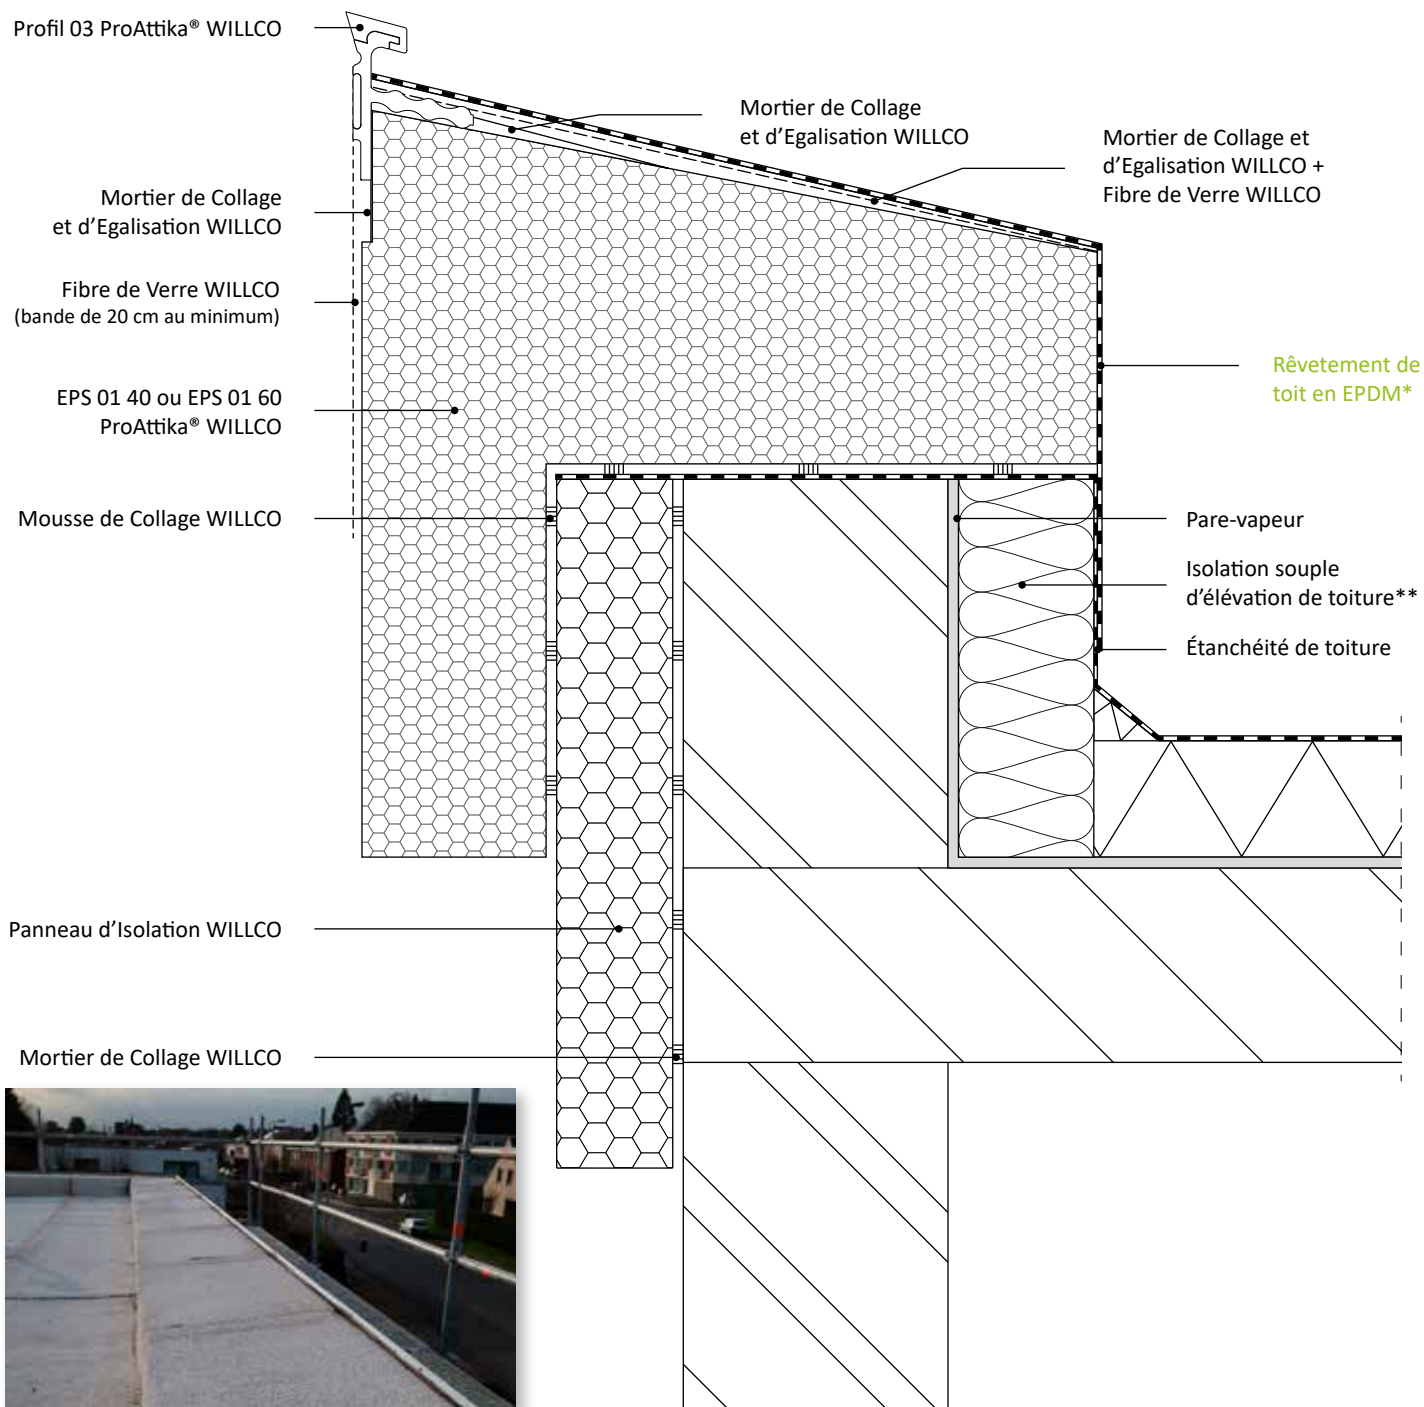 Profil 03 ProAttika® WILLCO
Mortier de Collage
et d’Egalisation WILLCO
Mortier de Collage et
d’Egalisation WILLCO +
Fibre de Verre WILLCO
Mortier de Collage
et d’Egalisation WILLCO
Fibre de Verre WILLCO
(bande de 20 cm au minimum)
Rêvetement de
toit en EPDM*
EPS 01 40 ou EPS 01 60
ProAttika® WILLCO
Mousse de Collage WILLCO
Pare-vapeur
Isolation souple
d’élévation de toiture**
Étanchéité de toiture
Panneau d’Isolation WILLCO
Mortier de Collage WILLCO